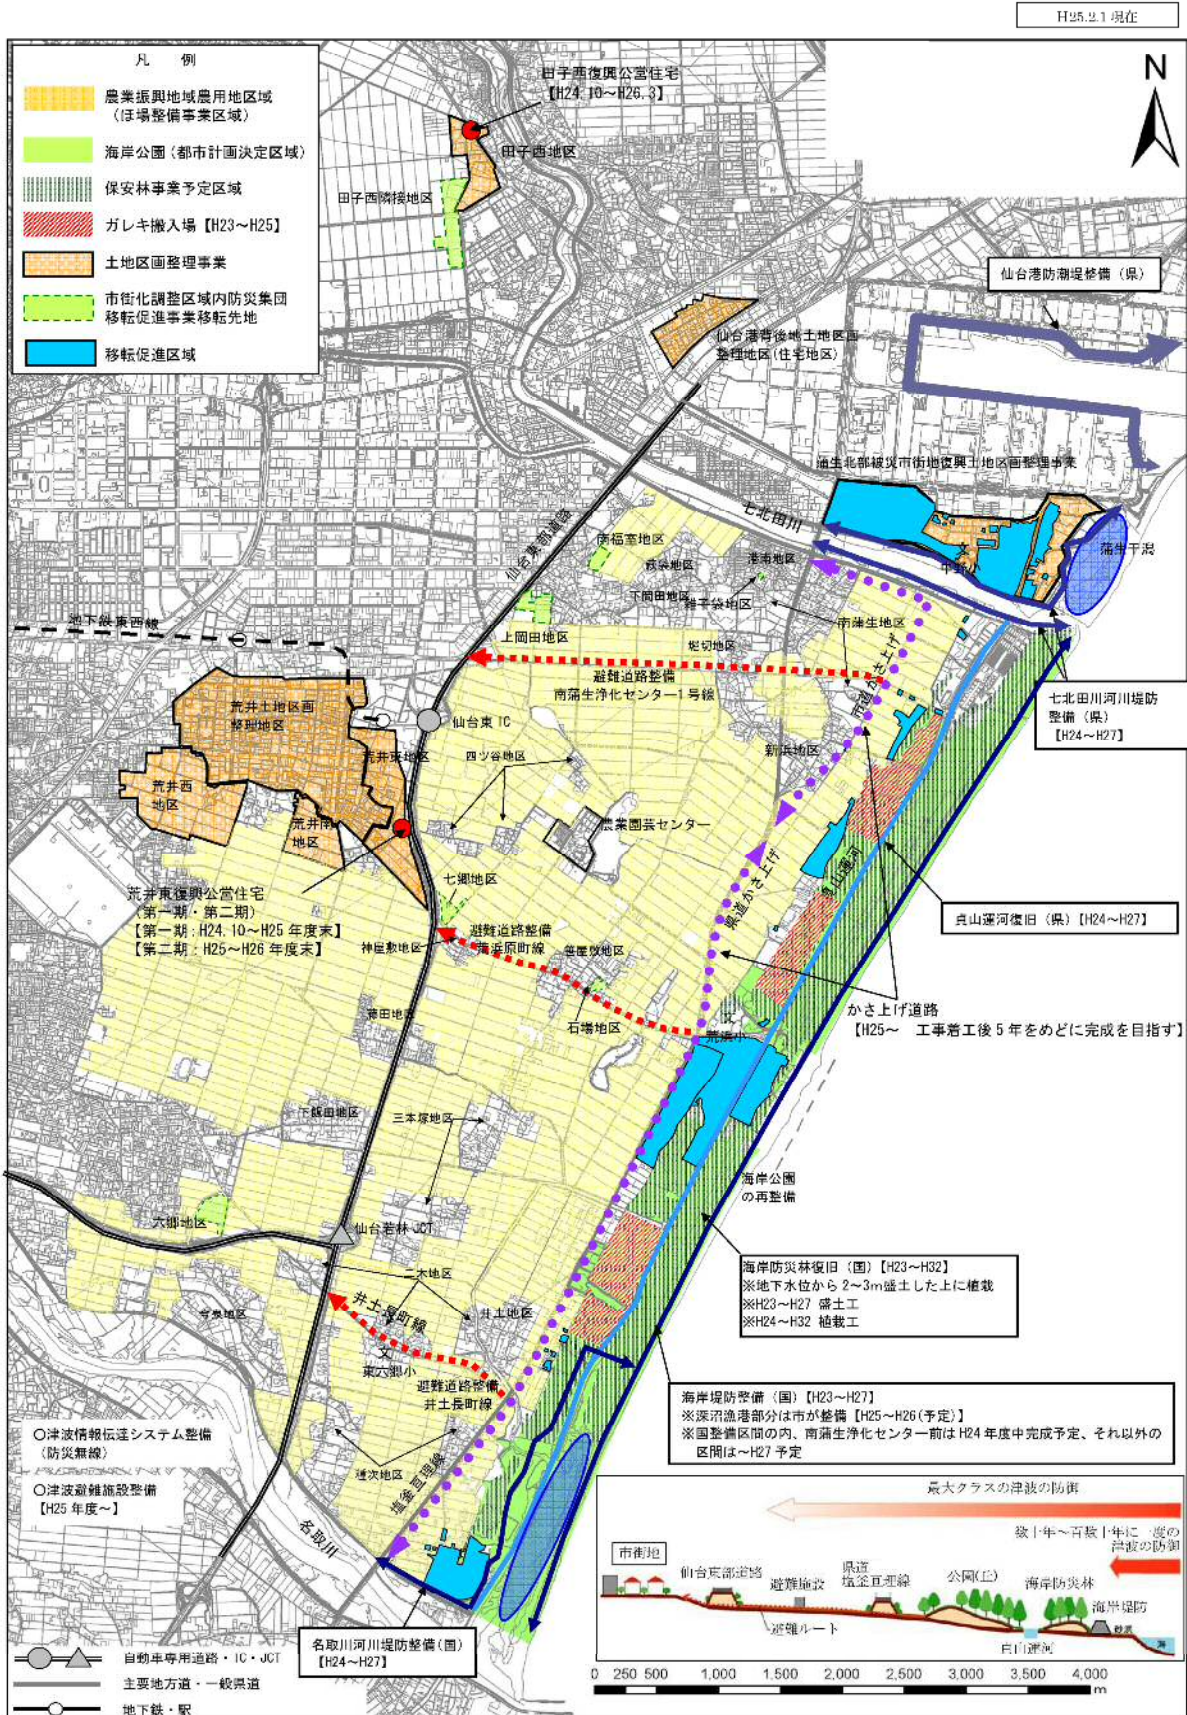 H25.2.1 現在
凡 例
農業振興地域農用地区域
(ほ場整備事業区域)
海岸公園(都市計画決定区域)
保安林事業予定区域
ガレキ搬入場【H23～H25】
土地区画整理事業
市街化調整区域内防災集団
移転促進事業移転先地
移転促進区域
N
田子西復興公営住宅
【H24.10～H26.3】
田子西地区
田子西隣接地区
仙台港防潮堤整備(県)
仙台港背後地土地区画
整理地区(住宅地区)
蒲生北部被災市街地復興土地区画整理事業
七北田川
仙台東部道路
南福室地区
荻袋地区
港南地区
文
中野小
蒲生干潟
下岡田地区
雉子袋地区
地下鉄東西線
上岡田地区
堀切地区
南蒲生地区
避難道路整備
南蒲生浄化センター1号線
市道かさ上げ
七北田川河川堤防
整備(県)
【H24～H27】
荒井土地区画
整理地区
仙台東 IC
荒井東地区
四ツ谷地区
新浜地区
荒井西
地区
荒井南
地区
農業園芸センター
貞山運河
県道かさ上げ
七郷地区
荒井東復興公営住宅
(第一期・第二期)
【第一期：H24.10～H25 年度末】
【第二期：H25～H26 年度末】
貞山運河復旧(県)【H24～H27】
神屋敷地区
避難道路整備
荒浜原町線
笹屋敷地区
石場地区
藤田地区
文
荒浜小
かさ上げ道路
【H25～ 工事着工後 5 年をめどに完成を目指す】
下飯田地区
三本塚地区
海岸公園
の再整備
六郷地区
仙台若林 JCT
二木地区
今泉地区
井土長町線
井土地区
文
東六郷小
避難道路整備
井土長町線
海岸防災林復旧(国)【H23～H32】
※地下水位から 2～3m盛土した上に植栽
※H23～H27 盛土工
※H24～H32 植栽工
海岸堤防整備(国)【H23～H27】
※深沼漁港部分は市が整備【H25～H26(予定)】
※国整備区間の内、南蒲生浄化センター前はH24 年度中完成予定、それ以外の
区間は～H27 予定
○津波情報伝達システム整備
(防災無線)
○津波避難施設整備
【H25 年度～】
種次地区
塩釜亘理線
名取川
名取川河川堤防整備(国)
【H24～H27】
最大クラスの津波の防御
数十年～百数十年に一度の
津波の防御
市街地
仙台東部道路
避難施設
県道
塩釜亘理線
公園(丘)
海岸防災林
海岸堤防
砂浜
海
避難ルート
貞山運河
自動車専用道路・IC・JCT
主要地方道・一般県道
地下鉄・駅
0 250 500 1,000 1,500 2,000 2,500 3,000 3,500 4,000
m